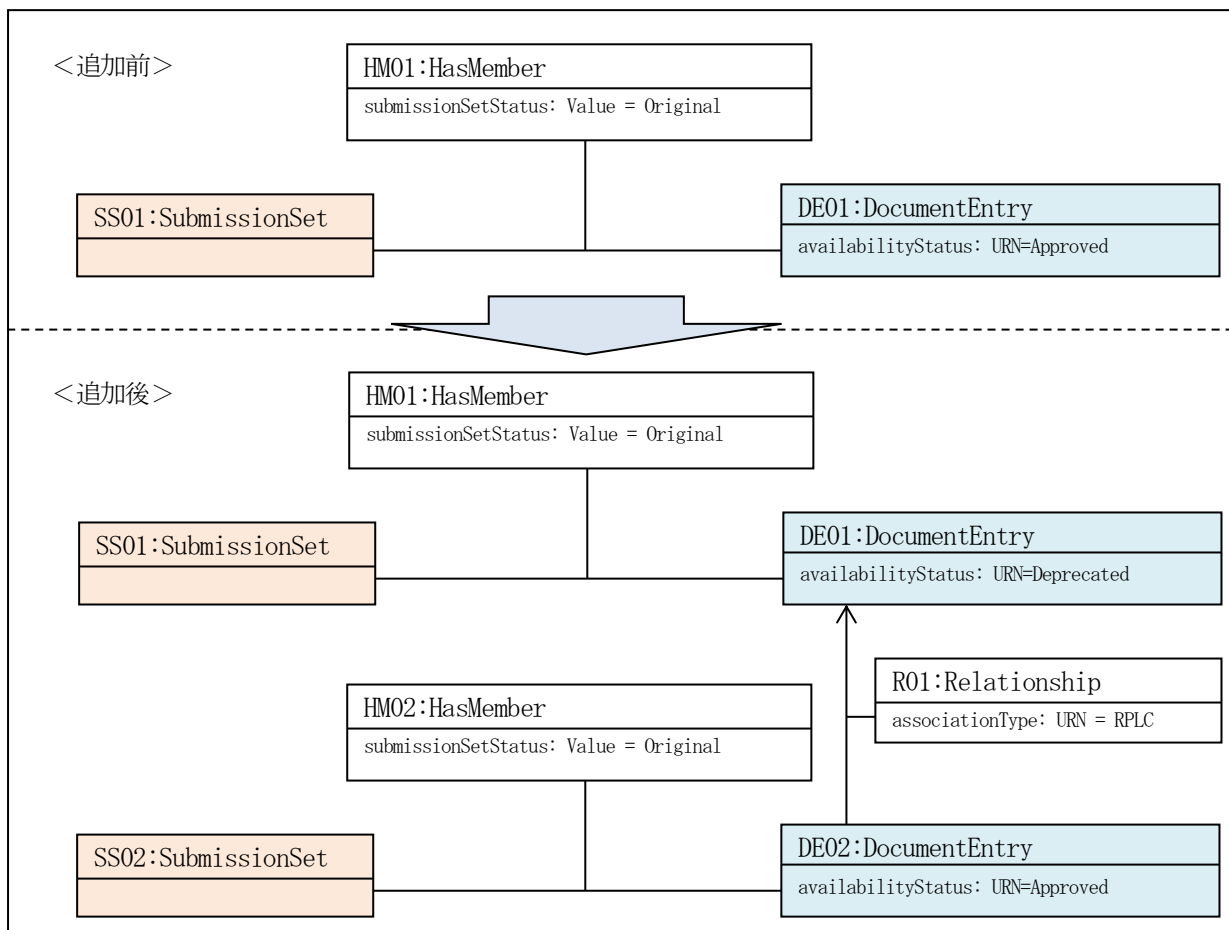 ＜追加前＞
HM01:HasMember
submissionSetStatus: Value = Original
SS01:SubmissionSet
DE01:DocumentEntry
availabilityStatus: URN=Approved
＜追加後＞
HM01:HasMember
submissionSetStatus: Value = Original
SS01:SubmissionSet
DE01:DocumentEntry
availabilityStatus: URN=Deprecated
R01:Relationship
associationType: URN = RPLC
HM02:HasMember
submissionSetStatus: Value = Original
SS02:SubmissionSet
DE02:DocumentEntry
availabilityStatus: URN=Approved